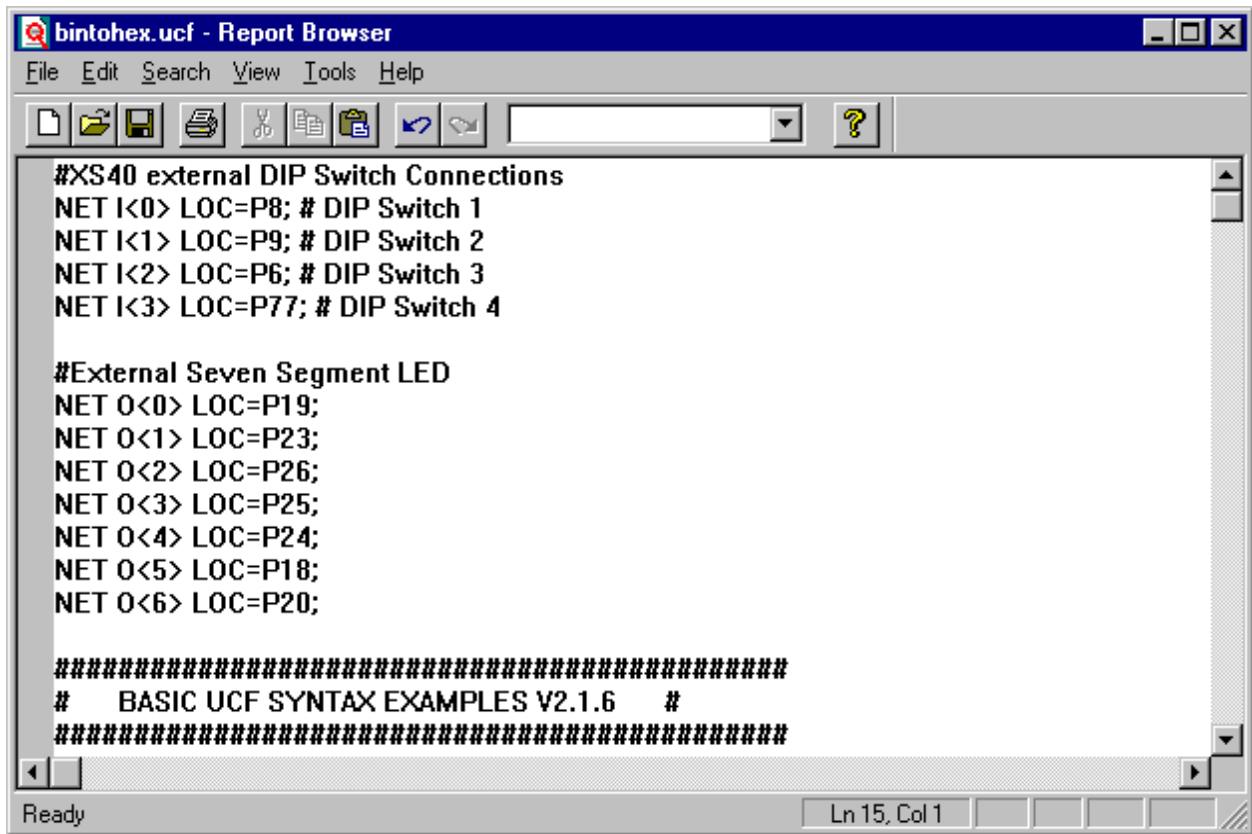 bintohex.ucf - Report Browser
File Edit Search View Tools Help
#XS40 external DIP Switch Connections
NET I<0> LOC=P8; # DIP Switch 1
NET I<1> LOC=P9; # DIP Switch 2
NET I<2> LOC=P6; # DIP Switch 3
NET I<3> LOC=P77; # DIP Switch 4
#External Seven Segment LED
NET O<0> LOC=P19;
NET O<1> LOC=P23;
NET O<2> LOC=P26;
NET O<3> LOC=P25;
NET O<4> LOC=P24;
NET O<5> LOC=P18;
NET O<6> LOC=P20;
##############################################
# BASIC UCF SYNTAX EXAMPLES V2.1.6 #
##############################################
Ready Ln 15, Col 1